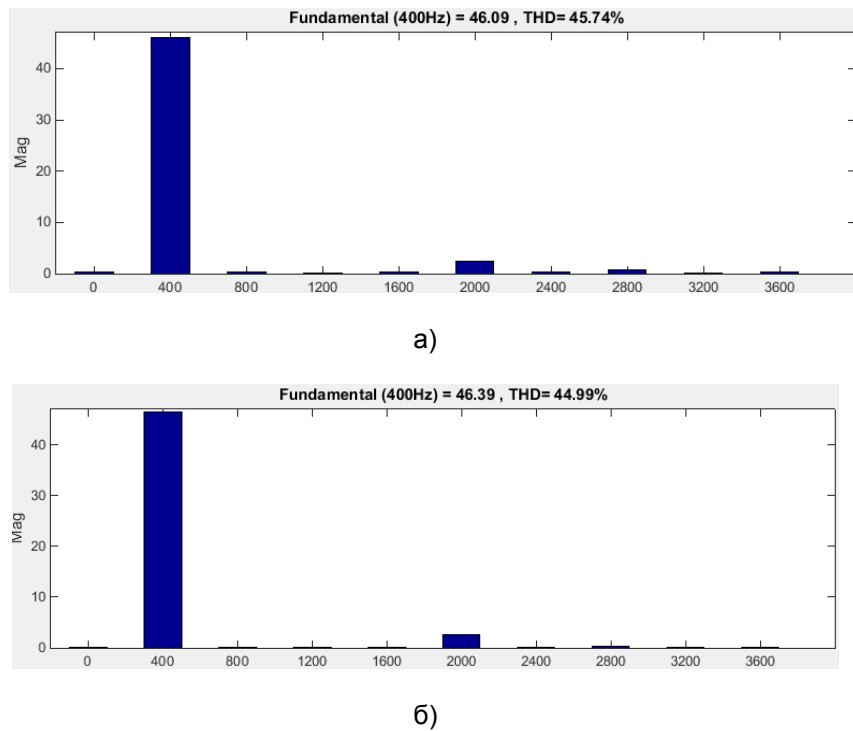 Fundamental (400Hz) = 46.09 , THD= 45.74%
40
30
20
10
0
Mag
0 400 800 1200 1600 2000 2400 2800 3200 3600
а)
Fundamental (400Hz) = 46.39 , THD= 44.99%
40
30
20
10
0
Mag
0 400 800 1200 1600 2000 2400 2800 3200 3600
б)